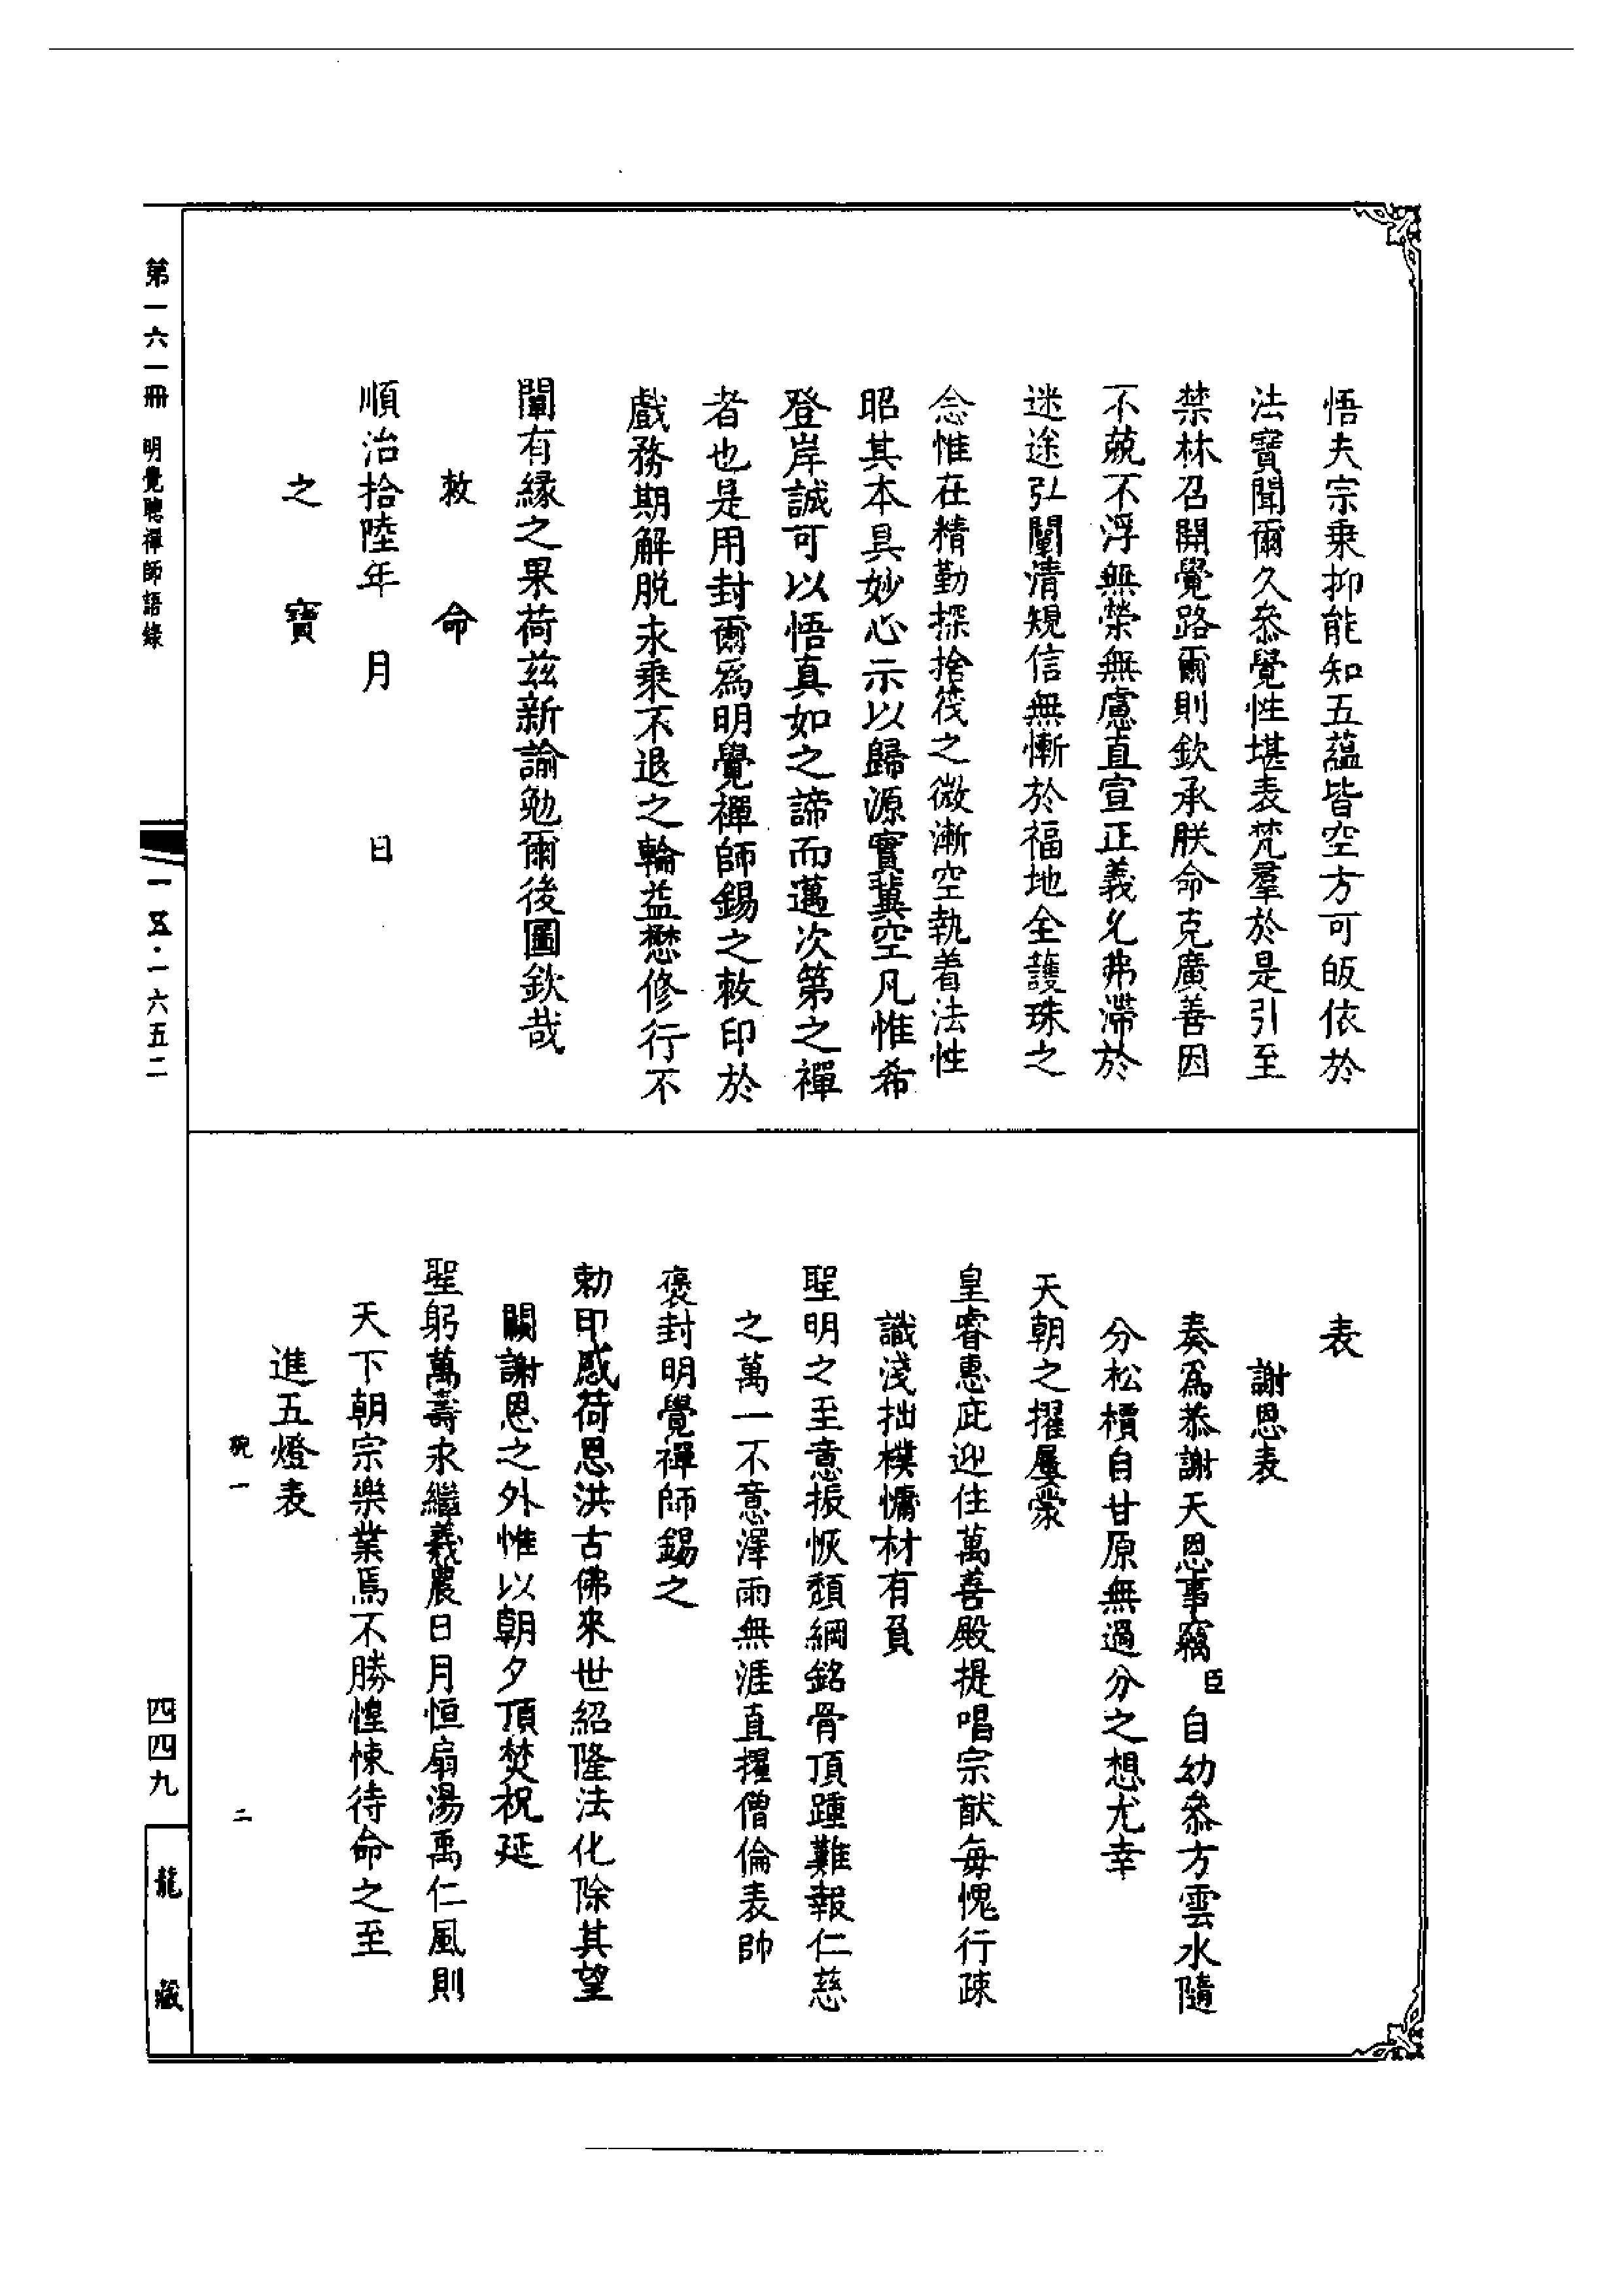 悟夫宗乗抑能知五蘊皆空方可皈依於
法寶聞爾久叅覺性堪表梵羣於是引至
禁林召開覺路爾則欽承朕命克廣善因
不蔇不浮無榮無慮直宣正義允弗滯於
迷途弘闡清規信無慚於福地全護珠之
念惟在精勤探捨筏之微漸空執着法性
昭其本具妙心示以歸源實冀空凡惟希
登岸誠可以悟真如之諦而邁次第之禪
者也是用封爾為明覺禪師錫之敕印於
戲務期解脱永乗不退之輪益懋修行不
闡有縁之果荷兹新諭勉爾後圖欽哉
敕命
順治拾陸年 月 日
之寶
表
謝恩表
奏為恭謝天恩事竊臣自幼叅方雲水隨
分松櫝自甘原無過分之想尤幸
天朝之擢屢蒙
皇睿惠庇迎住萬善殿提唱宗猷每愧行疎
識淺拙樸慵材有負
聖明之至意振恢頹綱銘骨頂踵難報仁慈
之萬一不意澤雨無涯直擢僧倫表帥
褒封明覺禪師錫之
勅印感荷恩洪古佛來世紹隆法化除其望
闕謝恩之外惟以朝夕頂焚祝延
聖躬萬壽永繼羲農日月恒扇湯禹仁風則
天下朝宗樂業焉不勝惶悚待命之至
進五燈表
一 二
第一六一冊 明覺聰禪師語錄
一五·一六五二
四四九
龍藏